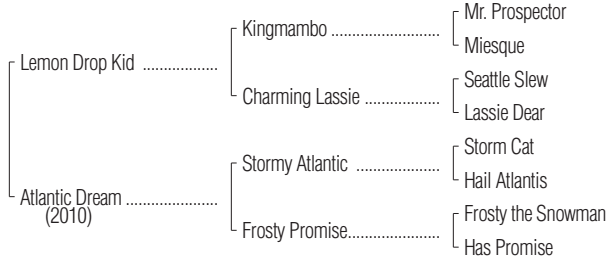 Mr. Prospector
Kingmambo ........................
Miesque
Lemon Drop Kid ..................
Seattle Slew
Charming Lassie ..................
Lassie Dear
Storm Cat
Stormy Atlantic ....................
Hail Atlantis
Atlantic Dream ......................
(2010)
Frosty the Snowman
Frosty Promise......................
Has Promise